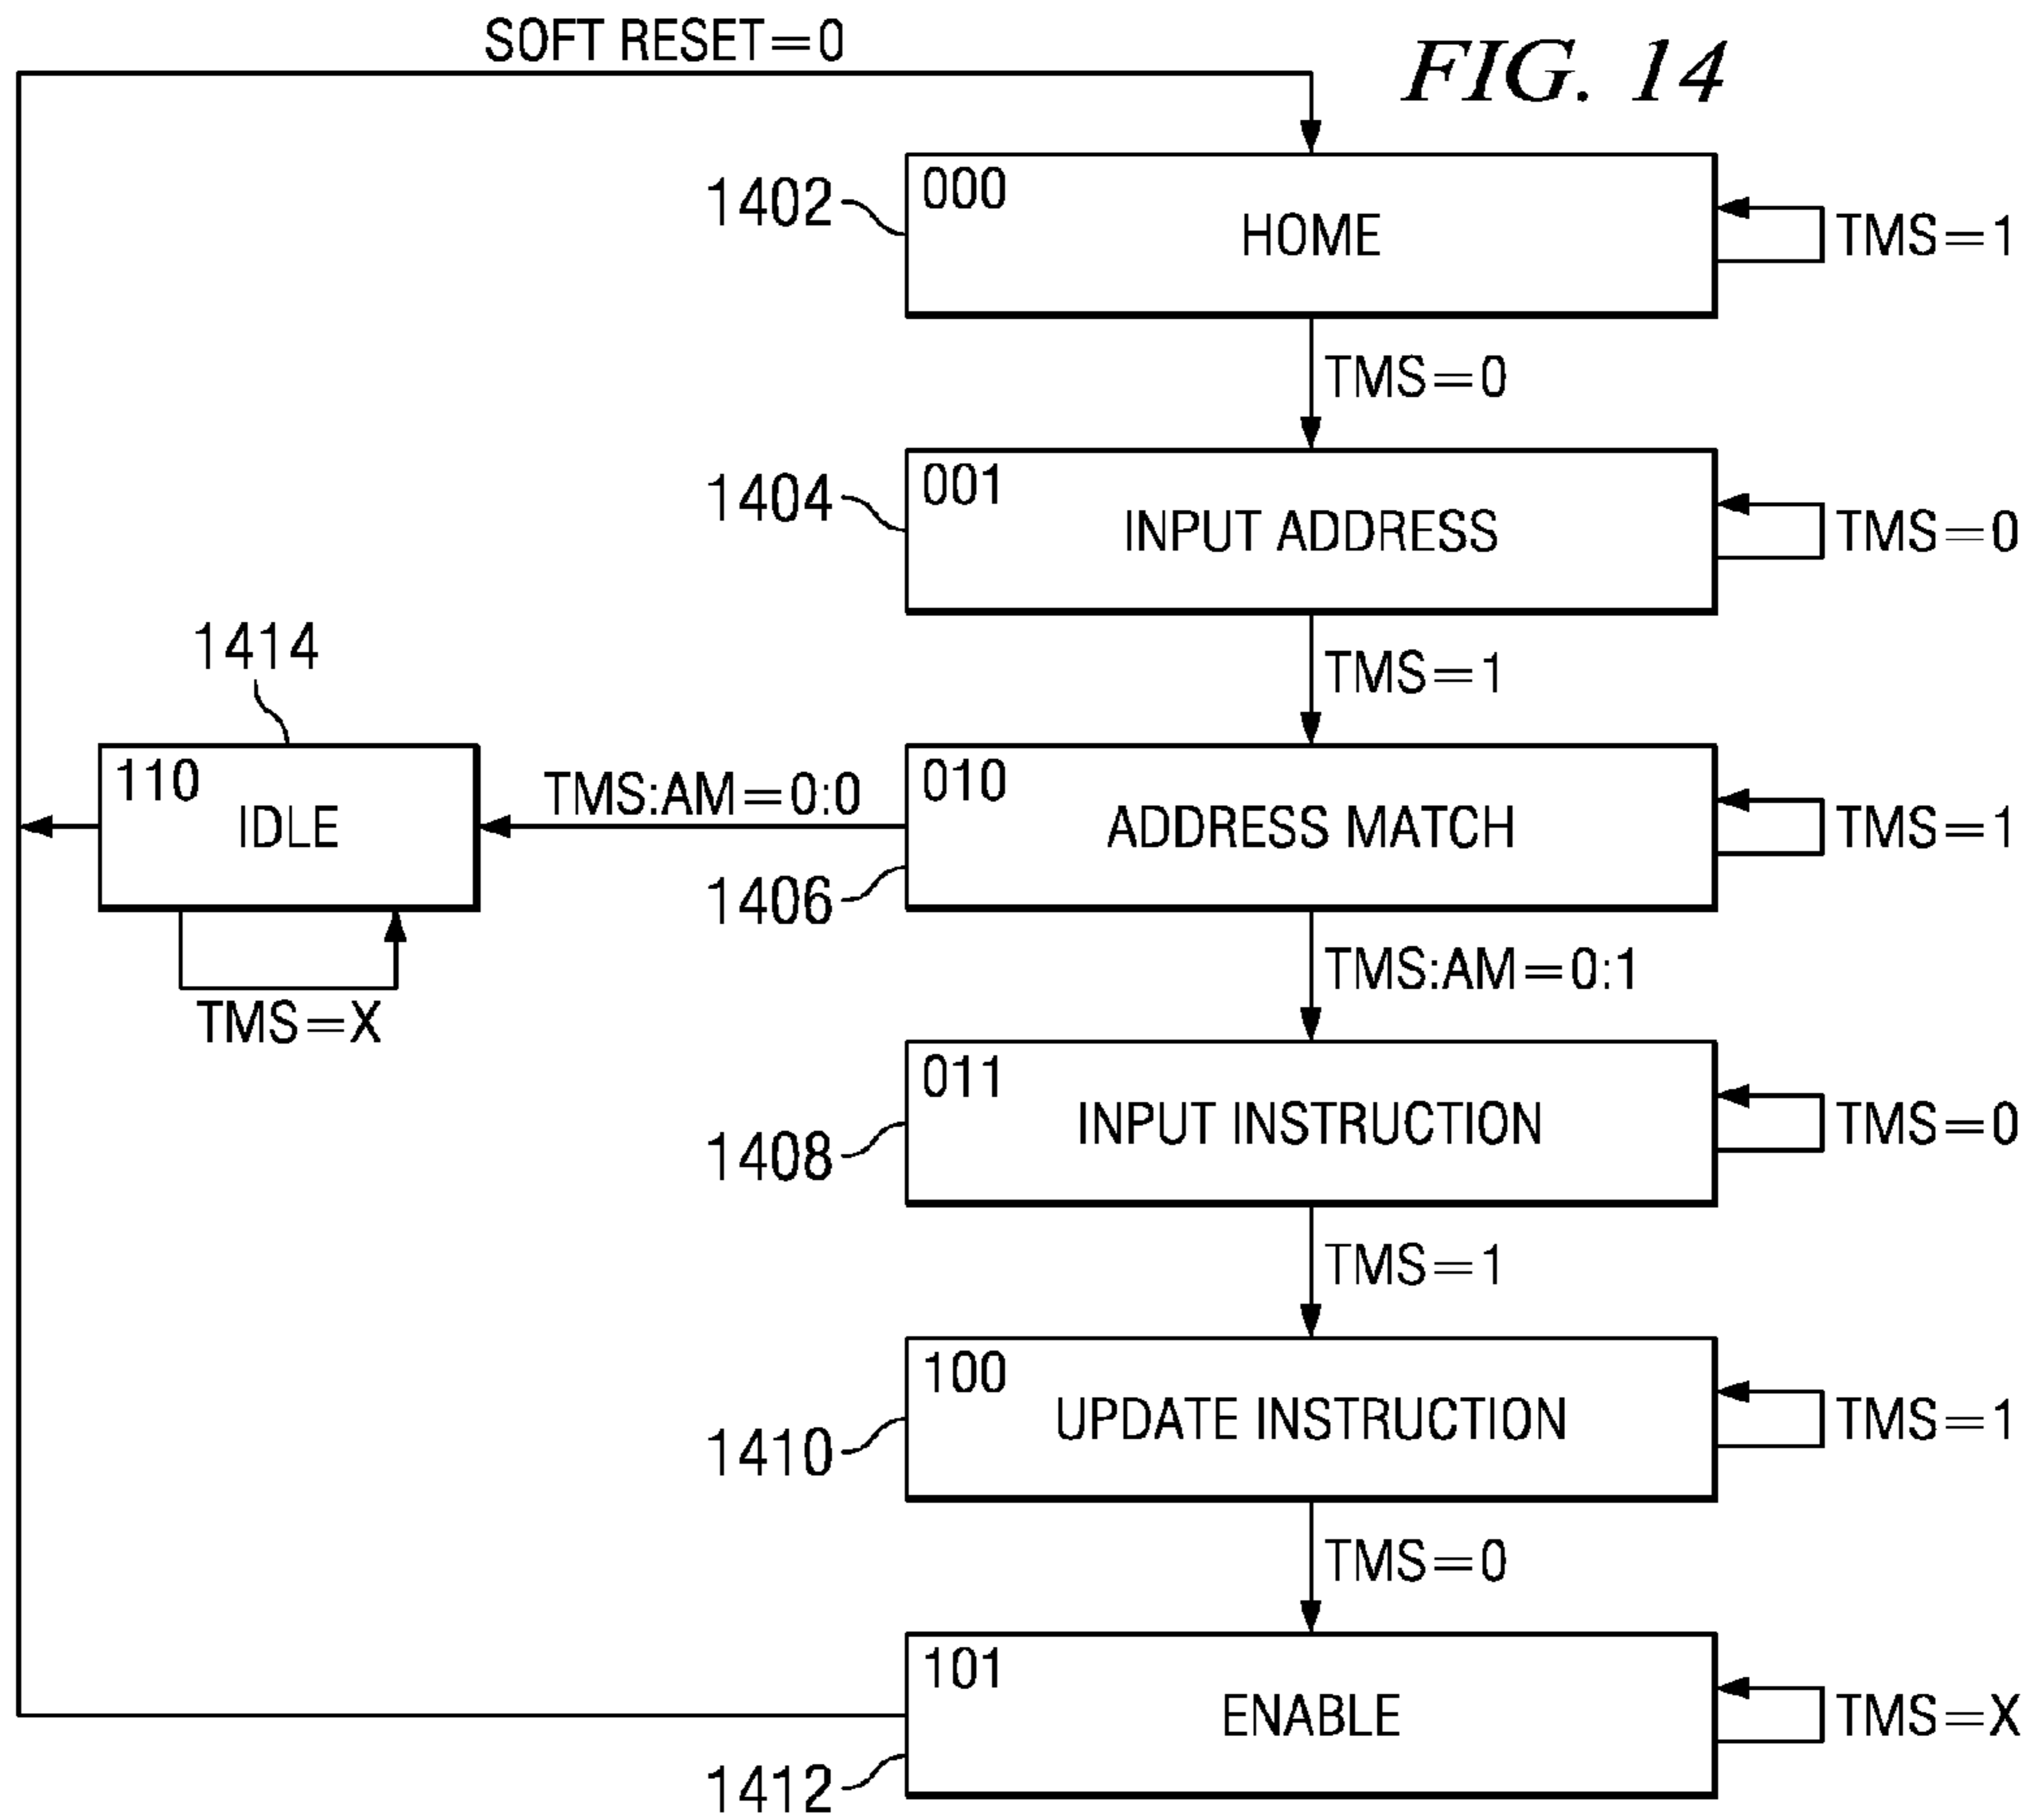 SOFT RESET=0
FIG. 14
1402
000
HOME
TMS=1
TMS=0
1404
001
INPUT ADDRESS
TMS=0
TMS=1
1414
110
IDLE
TMS=X
TMS:AM=0:0
010
ADDRESS MATCH
TMS=1
1406
TMS:AM=0:1
011
INPUT INSTRUCTION
TMS=0
1408
TMS=1
100
UPDATE INSTRUCTION
TMS=1
1410
TMS=0
101
ENABLE
TMS=X
1412